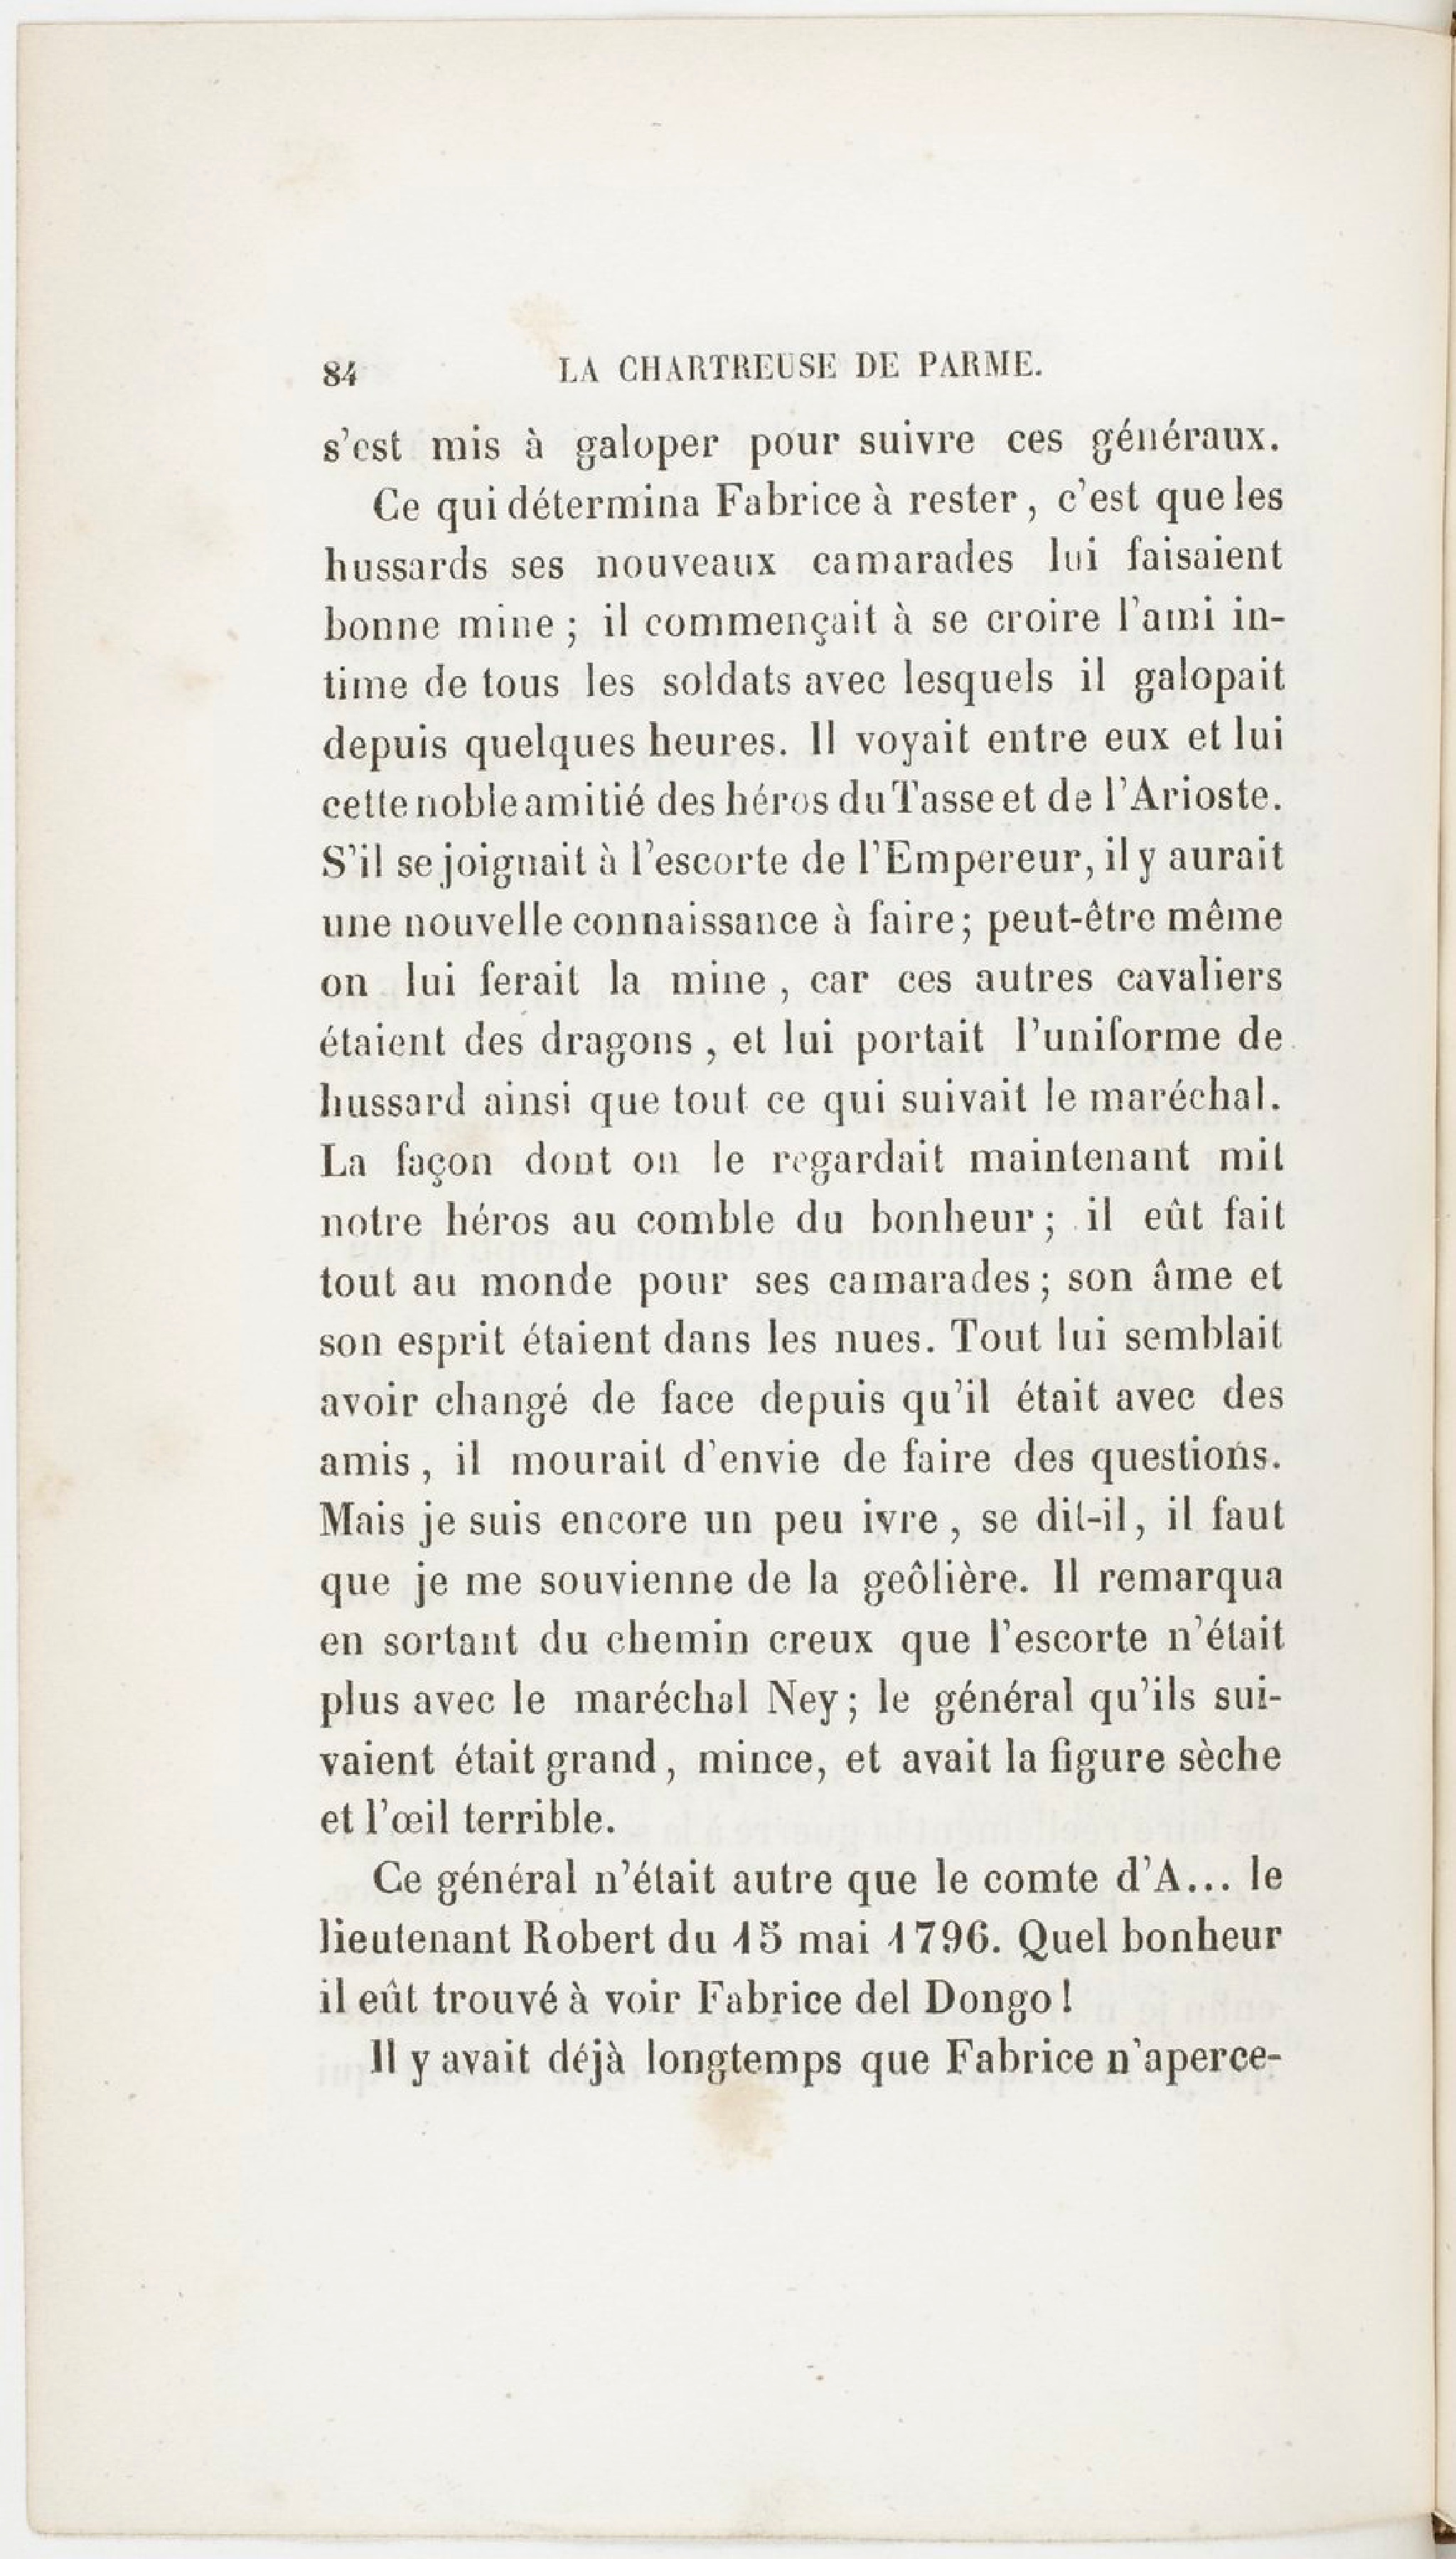 84 LA CHARTREUSE DE PARME.
s'est mis à galoper pour suivre ces généraux.
Ce qui détermina Fabrice à rester, c'est que les
hussards ses nouveaux camarades lui faisaient
bonne mine ; il commençait à se croire l'ami in-
time de tous les soldats avec lesquels il galopait
depuis quelques heures. Il voyait entre eux et lui
cette noble amitié des héros du Tasse et de l'Arioste.
S'il se joignait à l'escorte de l'Empereur, il y aurait
une nouvelle connaissance à faire; peut-être même
on lui ferait la mine, car ces autres cavaliers
étaient des dragons, et lui portait l'uniforme de
hussard ainsi que tout ce qui suivait le maréchal.
La façon dont on le regardait maintenant mit
notre héros au comble du bonheur; il eût fait
tout au monde pour ses camarades; son âme et
son esprit étaient dans les nues. Tout lui semblait
avoir changé de face depuis qu'il était avec des
amis, il mourait d'envie de faire des questions.
Mais je suis encore un peu ivre, se dit-il, il faut
que je me souvienne de la geôlière. Il remarqua
en sortant du chemin creux que l'escorte n'était
plus avec le maréchal Ney; le général qu'ils sui-
vaient était grand, mince, et avait la figure sèche
et l'œil terrible.
Ce général n'était autre que le comte d'A... le
lieutenant Robert du 15 mai 1796. Quel bonheur
il eût trouvé à voir Fabrice del Dongo!
Il y avait déjà longtemps que Fabrice n'aperce-